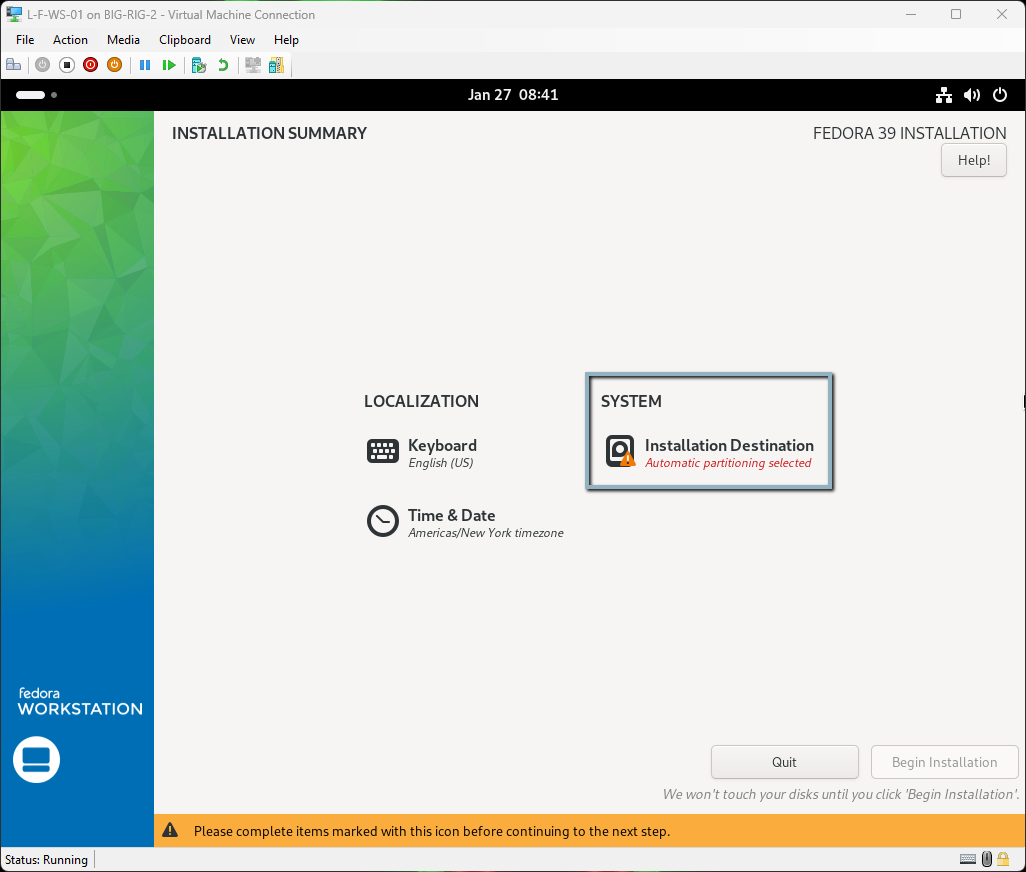 L-F-WS-01 on BIG-RIG-2 - Virtual Machine Connection
File Action Media Clipboard View Help
Jan 27 08:41
INSTALLATION SUMMARY
FEDORA 39 INSTALLATION
Help!
LOCALIZATION
Keyboard
English (US)
Time & Date
Americas/New York timezone
SYSTEM
Installation Destination
Automatic partitioning selected
fedora
WORKSTATION
Quit
Begin Installation
We won't touch your disks until you click 'Begin Installation'.
Please complete items marked with this icon before continuing to the next step.
Status: Running